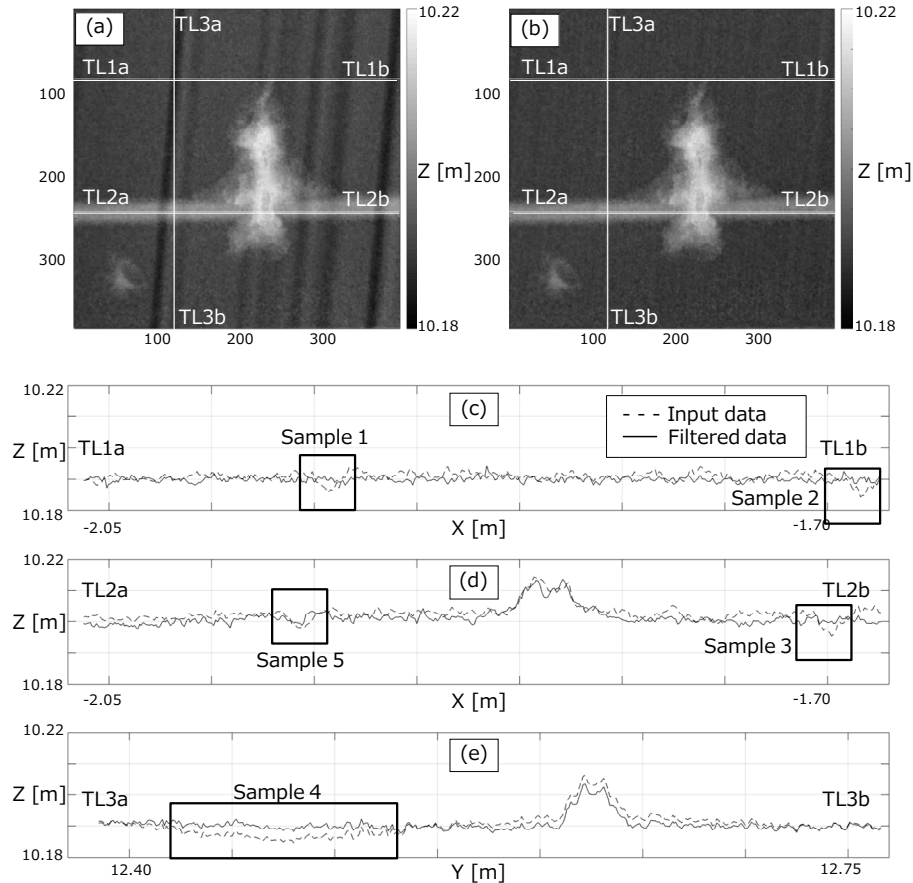 (a) TL3a 10.22 (b) TL3a 10.22
TL1a TL1b TL1a TL1b
100 100
Z [m] Z [m]
200 200
TL2a TL2b TL2a TL2b
300 300
TL3b 10.18 TL3b 10.18
100 200 300 100 200 300
10.22 (c)
Input data
Filtered data
TL1a Sample 1 TL1b
Z [m]
Sample 2
10.18
-2.05 X [m] -1.70
10.22 (d)
TL2a TL2b
Z [m]
Sample 5 Sample 3
10.18
-2.05 X [m] -1.70
10.22 (e)
Z [m] TL3a Sample 4 TL3b
10.18
12.40 Y [m] 12.75